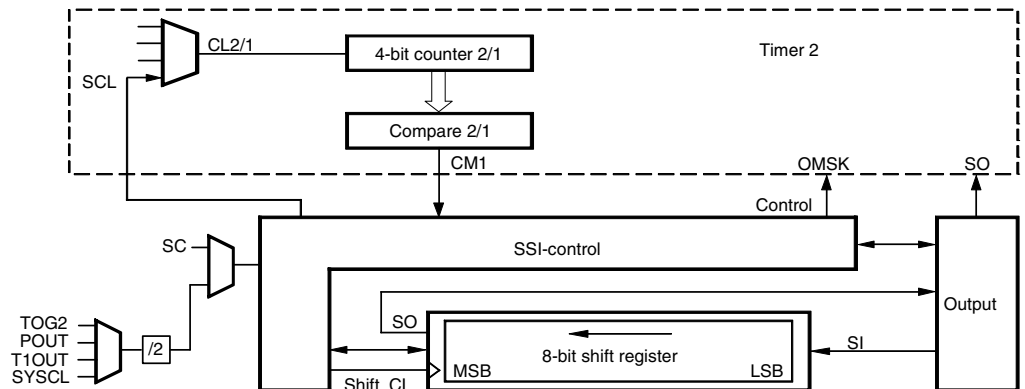 CL2/1
4-bit counter 2/1
Timer 2
SCL
Compare 2/1
CM1
OMSK
SO
Control
SC
SSI-control
TOG2
POUT
T1OUT
SYSCL
/2
SO
Output
8-bit shift register
SI
MSB
LSB
Shift_CL